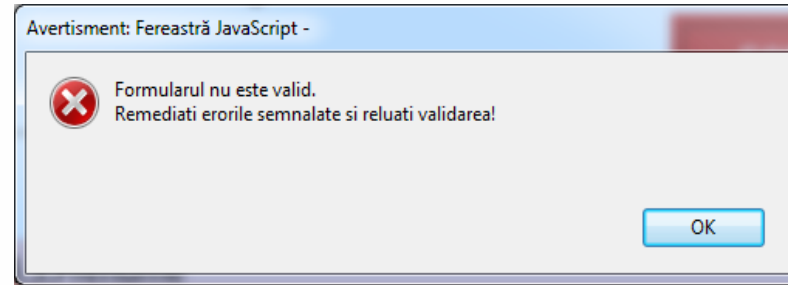 Avertisment: Fereastră JavaScript -
Formularul nu este valid.
Remediati erorile semnalate si reluati validarea!
OK